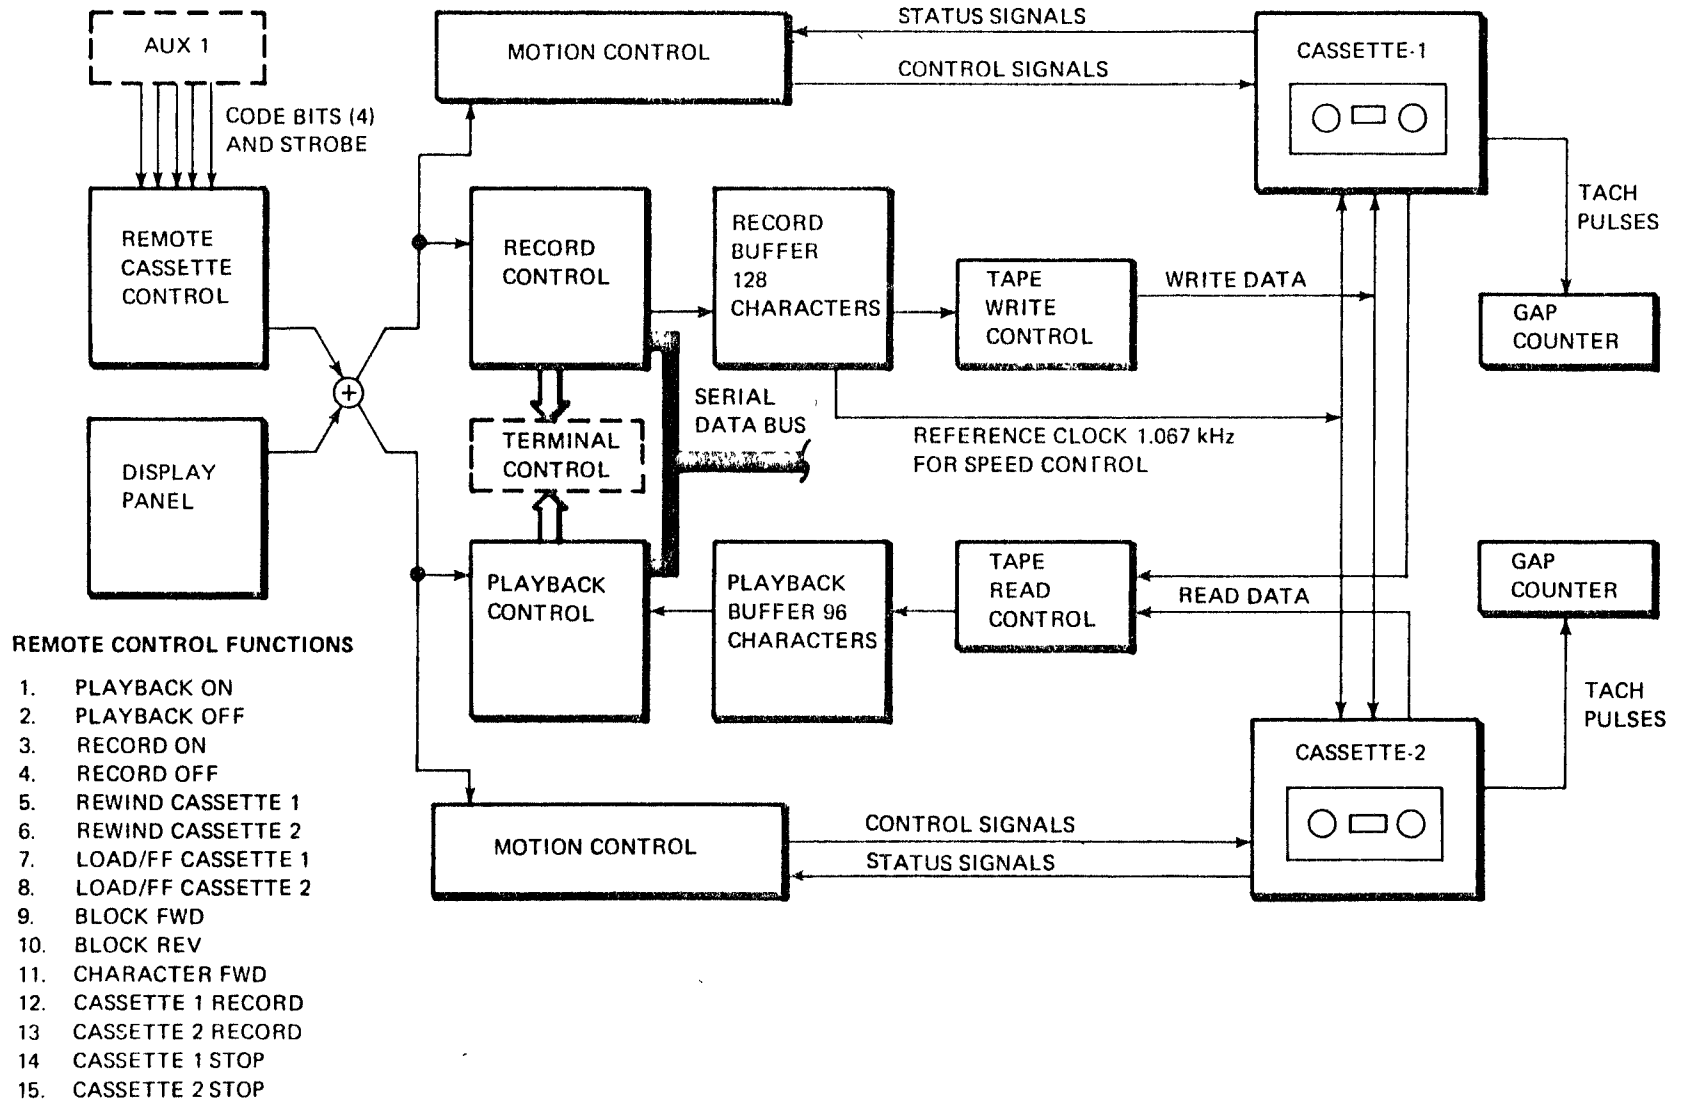 AUX 1
CODE BITS (4)
AND STROBE
REMOTE
CASSETTE
CONTROL
DISPLAY
PANEL
MOTION CONTROL
STATUS SIGNALS
CONTROL SIGNALS
CASSETTE-1
TACH
PULSES
GAP
COUNTER
RECORD
CONTROL
RECORD
BUFFER
128
CHARACTERS
TAPE
WRITE
CONTROL
WRITE DATA
TERMINAL
CONTROL
SERIAL
DATA BUS
REFERENCE CLOCK 1.067 kHz
FOR SPEED CONTROL
PLAYBACK
CONTROL
PLAYBACK
BUFFER 96
CHARACTERS
TAPE
READ
CONTROL
READ DATA
GAP
COUNTER
TACH
PULSES
CASSETTE-2
MOTION CONTROL
CONTROL SIGNALS
STATUS SIGNALS
REMOTE CONTROL FUNCTIONS
1. PLAYBACK ON
2. PLAYBACK OFF
3. RECORD ON
4. RECORD OFF
5. REWIND CASSETTE 1
6. REWIND CASSETTE 2
7. LOAD/FF CASSETTE 1
8. LOAD/FF CASSETTE 2
9. BLOCK FWD
10. BLOCK REV
11. CHARACTER FWD
12. CASSETTE 1 RECORD
13 CASSETTE 2 RECORD
14 CASSETTE 1 STOP
15. CASSETTE 2 STOP